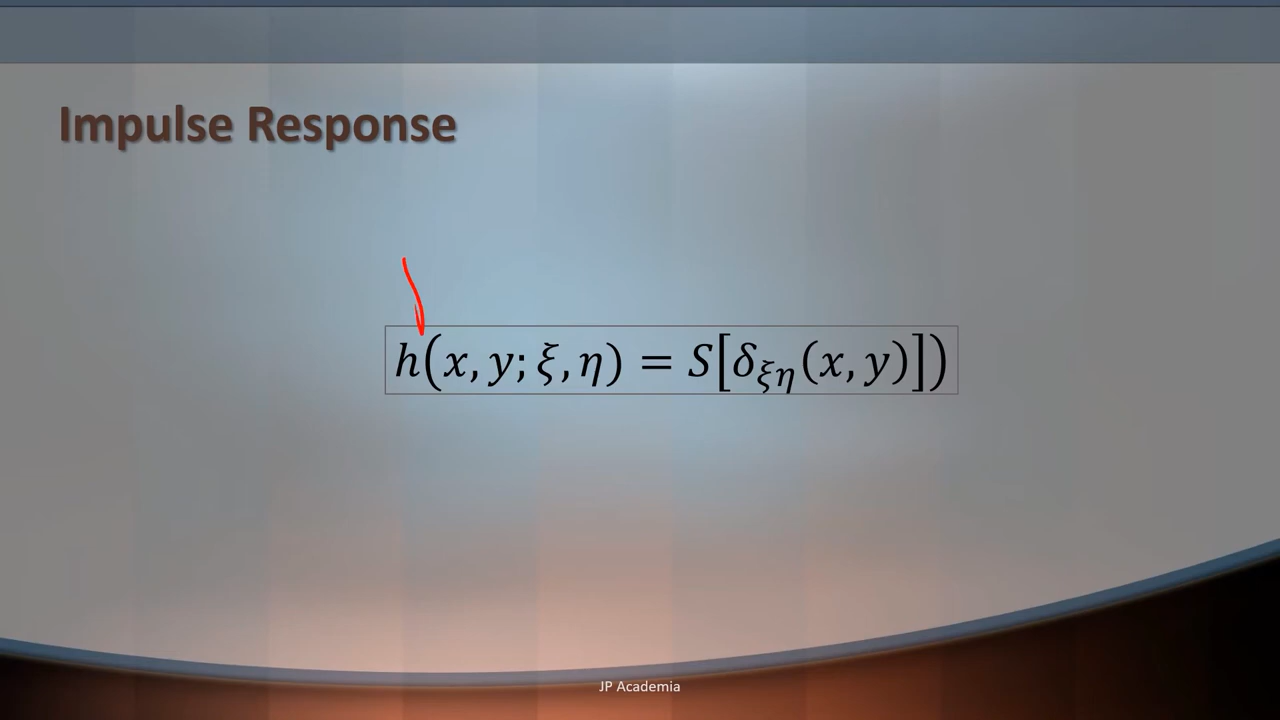 Impulse Response
h(x, y; ξ, η) = S[δ_ξη(x, y)])
JP Academia